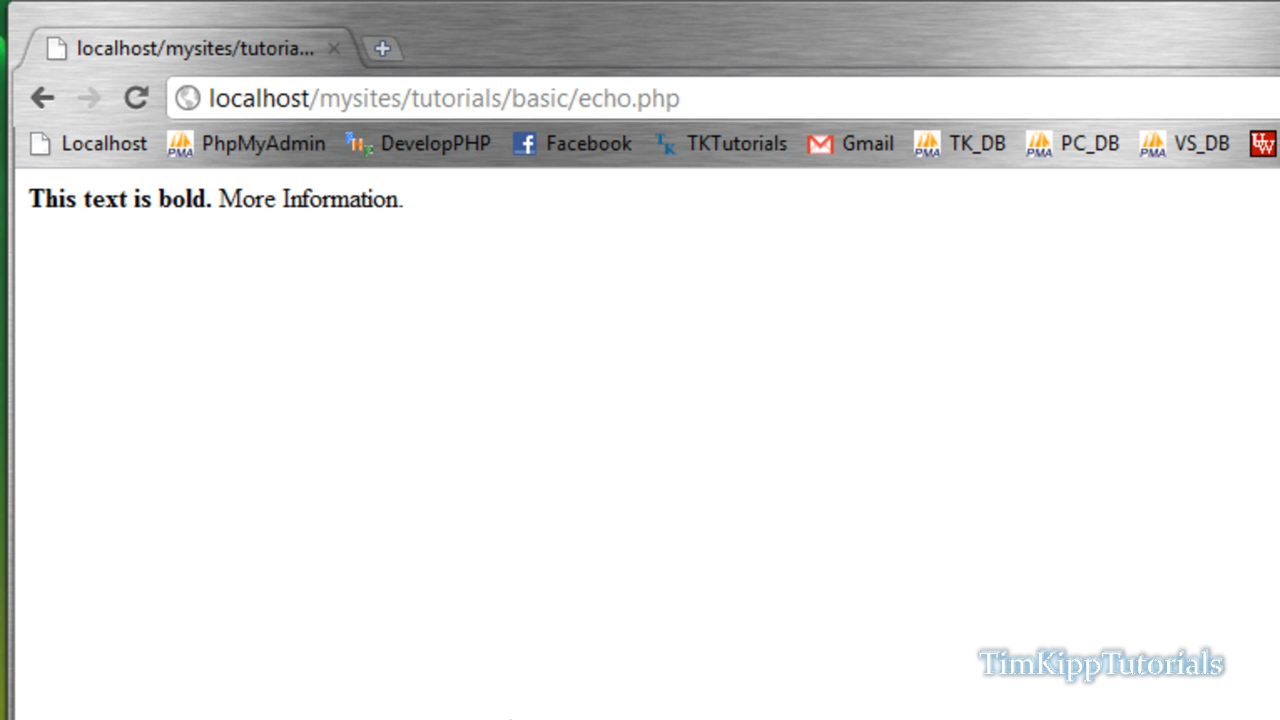 localhost/mysites/tutoria...
localhost/mysites/tutorials/basic/echo.php
Localhost PhpMyAdmin DevelopPHP Facebook TKTutorials Gmail TK_DB PC_DB VS_DB
This text is bold. More Information.
TimKippTutorials